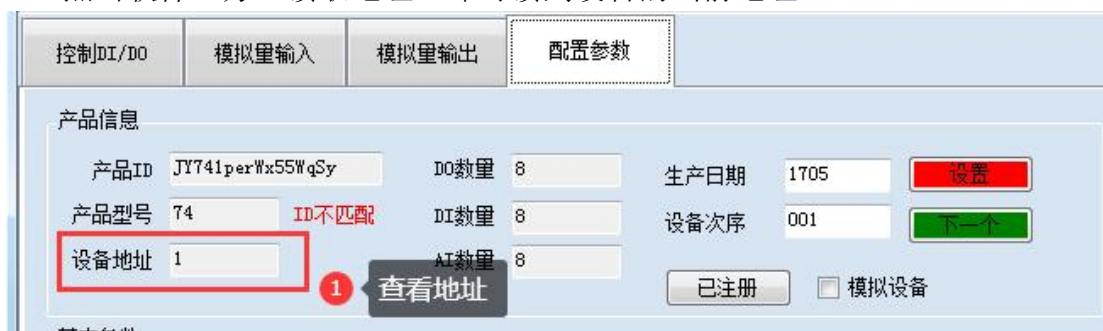 控制DI/DO 模拟量输入 模拟量输出 配置参数
产品信息
产品ID JY741perWx55WqSy DO数量 8 生产日期 1705 设置
产品型号 74 ID不匹配 DI数量 8 设备次序 001 下一个
设备地址 1 AI数量 8
1 查看地址 已注册 模拟设备